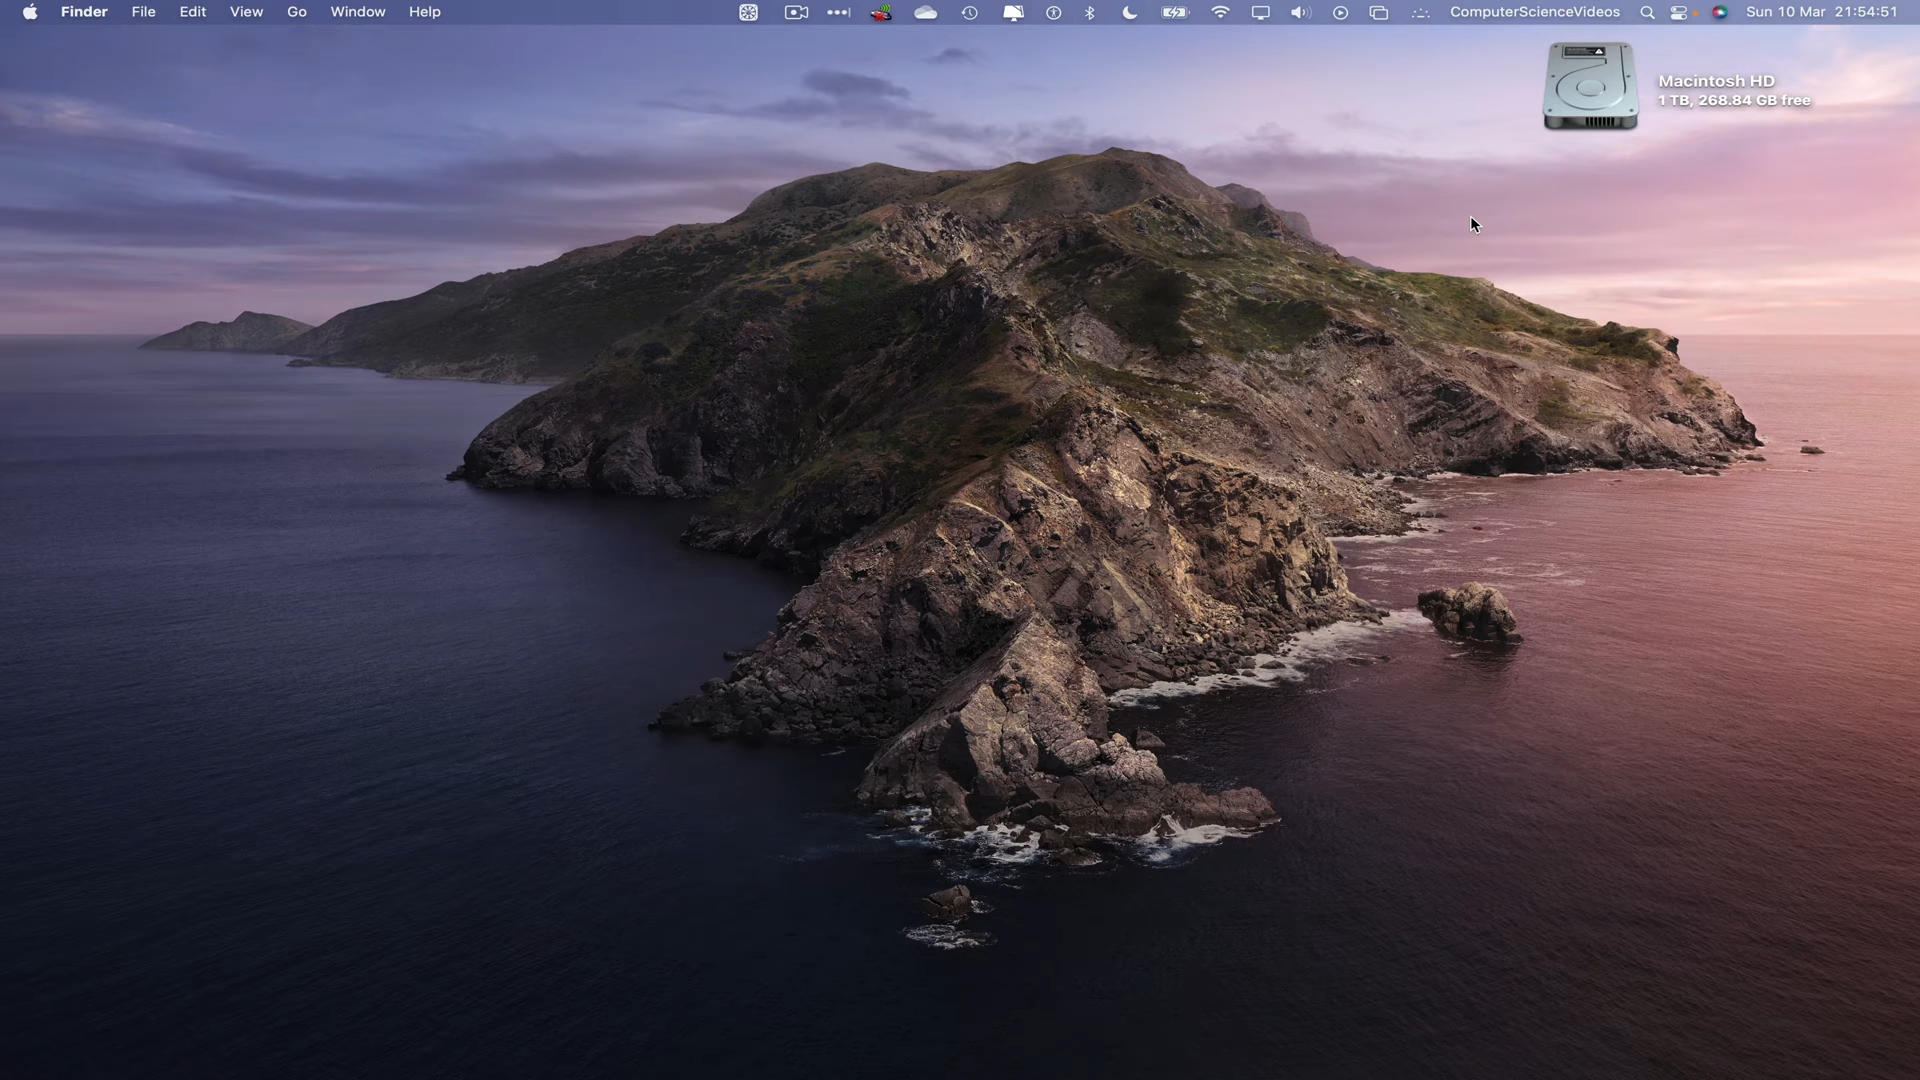 Finder File Edit View Go Window Help ComputerScienceVideos Sun 10 Mar 21:54:51
Macintosh HD
1 TB, 268.84 GB free